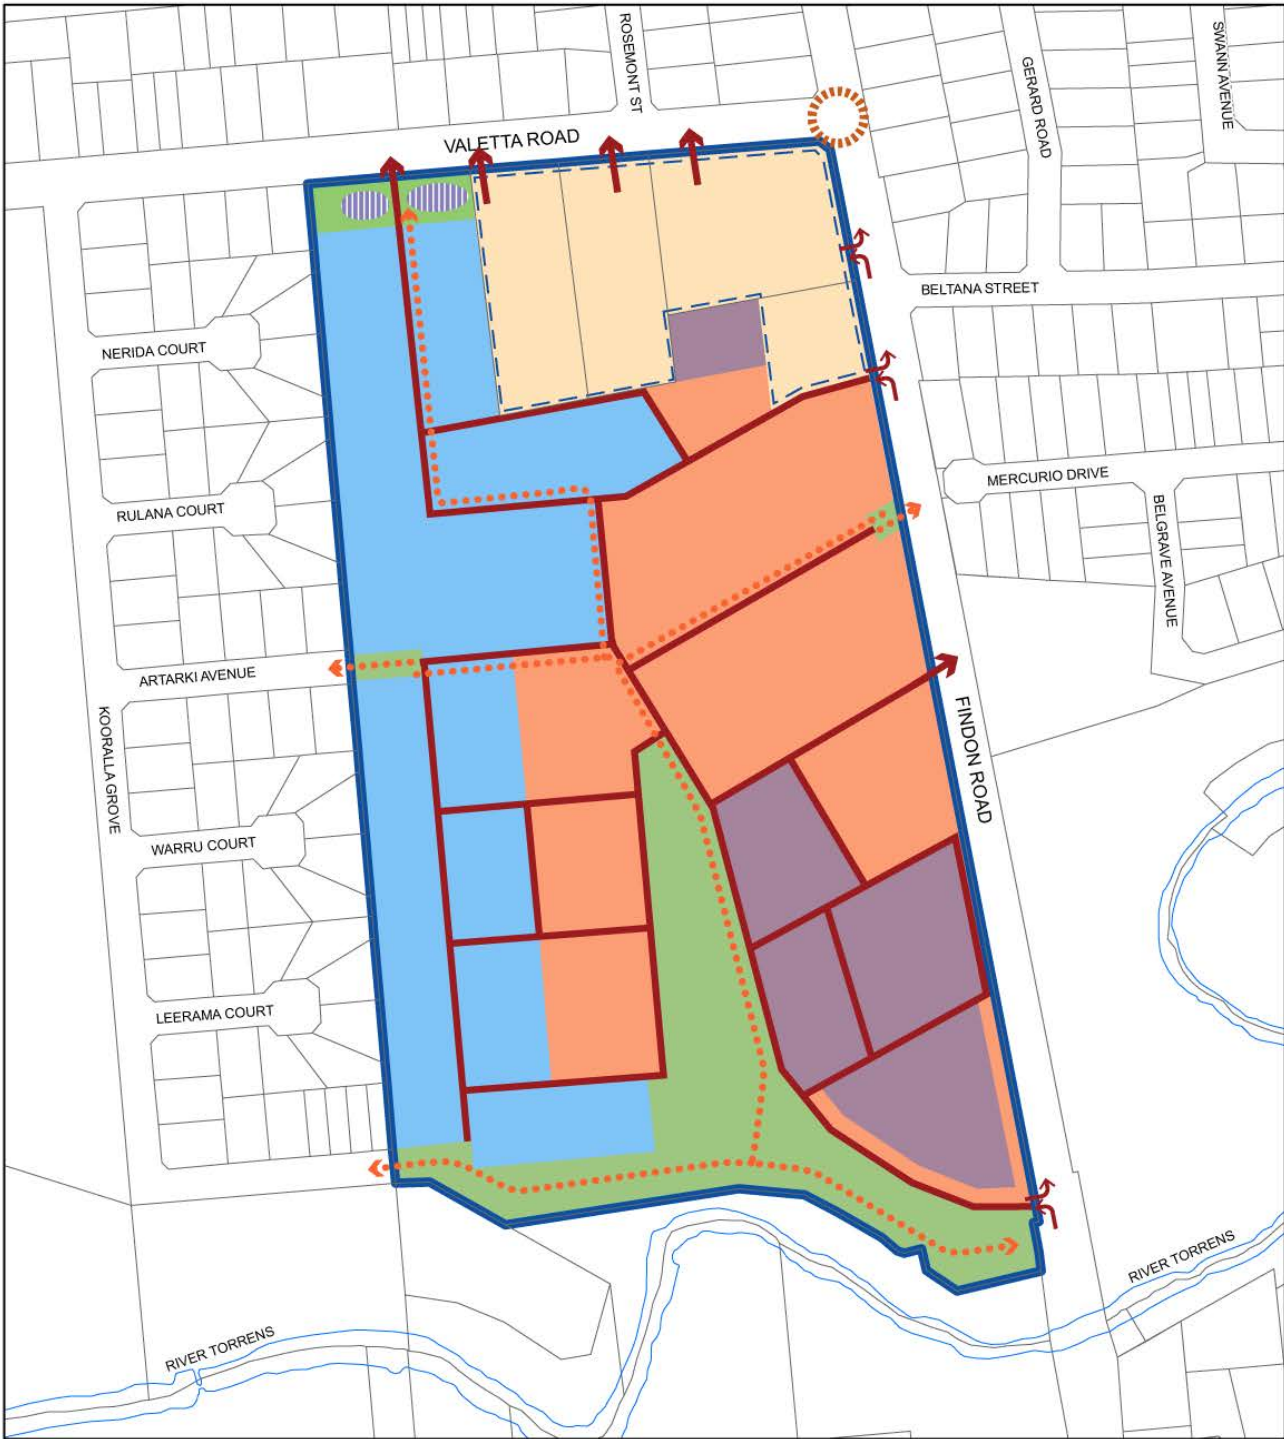 ROSEMONT ST
SWANN AVENUE
GERARD ROAD
VALETTA ROAD
BELTANA STREET
NERIDA COURT
MERCURIO DRIVE
RULANA COURT
BELGRAVE AVENUE
ARTARKI AVENUE
KOORALLA GROVE
FINDON ROAD
WARRU COURT
LEERAMA COURT
RIVER TORRENS
RIVER TORRENS